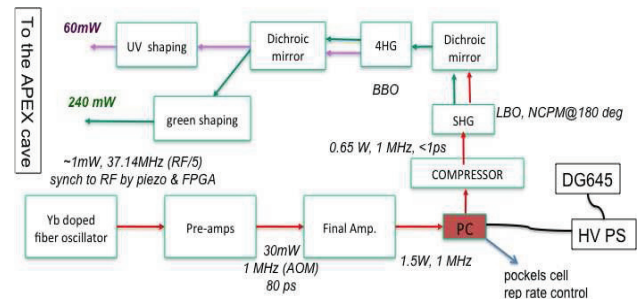 To the APEX cave
60mW
UV shaping
Dichroic
mirror
4HG
Dichroic
mirror
BBO
240 mW
green shaping
SHG
LBO, NCPM@180 deg
0.65 W, 1 MHz, <1ps
~1mW, 37.14MHz (RF/5)
synch to RF by piezo & FPGA
COMPRESSOR
DG645
Yb doped
fiber oscillator
Pre-amps
Final Amp.
PC
HV PS
30mW
1 MHz (AOM)
80 ps
1.5W, 1 MHz
pockels cell
rep rate control